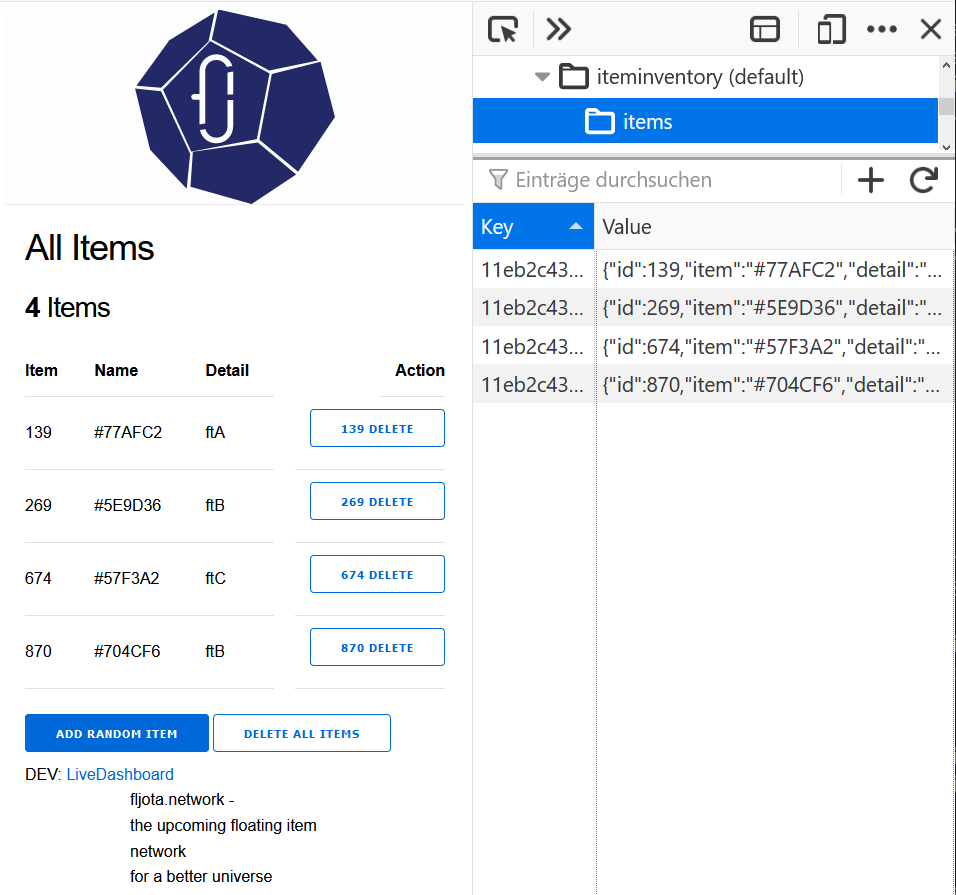 All Items
4 Items
Item Name Detail Action
139 #77AFC2 ftA 139 DELETE
269 #5E9D36 ftB 269 DELETE
674 #57F3A2 ftC 674 DELETE
870 #704CF6 ftB 870 DELETE
ADD RANDOM ITEM DELETE ALL ITEMS
DEV: LiveDashboard
fljota.network -
the upcoming floating item
network
for a better universe
iteminventory (default)
items
Einträge durchsuchen
Key Value
11eb2c43... {"id":139,"item":"#77AFC2","detail":"...
11eb2c43... {"id":269,"item":"#5E9D36","detail":"...
11eb2c43... {"id":674,"item":"#57F3A2","detail":"...
11eb2c43... {"id":870,"item":"#704CF6","detail":"...